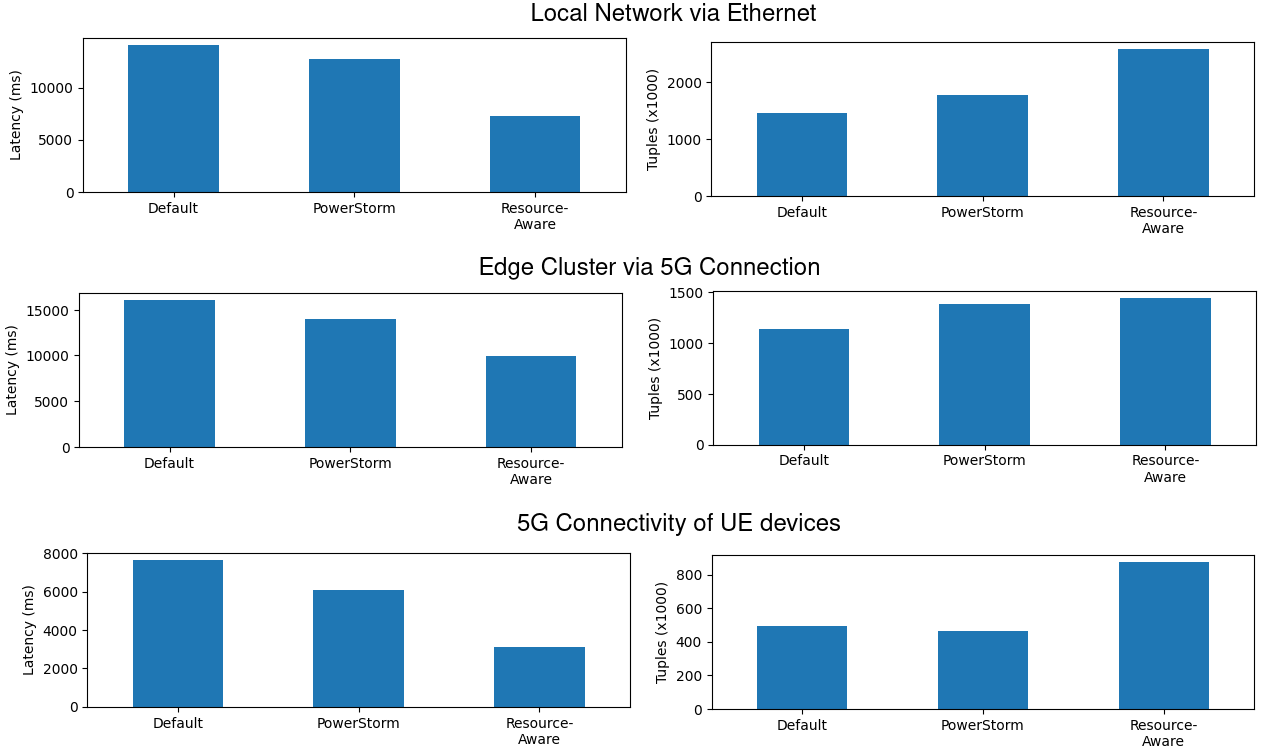 Local Network via Ethernet
Latency (ms)
10000
5000
0
Default
PowerStorm
Resource-
Aware
Tuples (x1000)
2000
1000
0
Default
PowerStorm
Resource-
Aware
Edge Cluster via 5G Connection
Latency (ms)
15000
10000
5000
0
Default
PowerStorm
Resource-
Aware
Tuples (x1000)
1500
1000
500
0
Default
PowerStorm
Resource-
Aware
5G Connectivity of UE devices
Latency (ms)
8000
6000
4000
2000
0
Default
PowerStorm
Resource-
Aware
Tuples (x1000)
800
600
400
200
0
Default
PowerStorm
Resource-
Aware